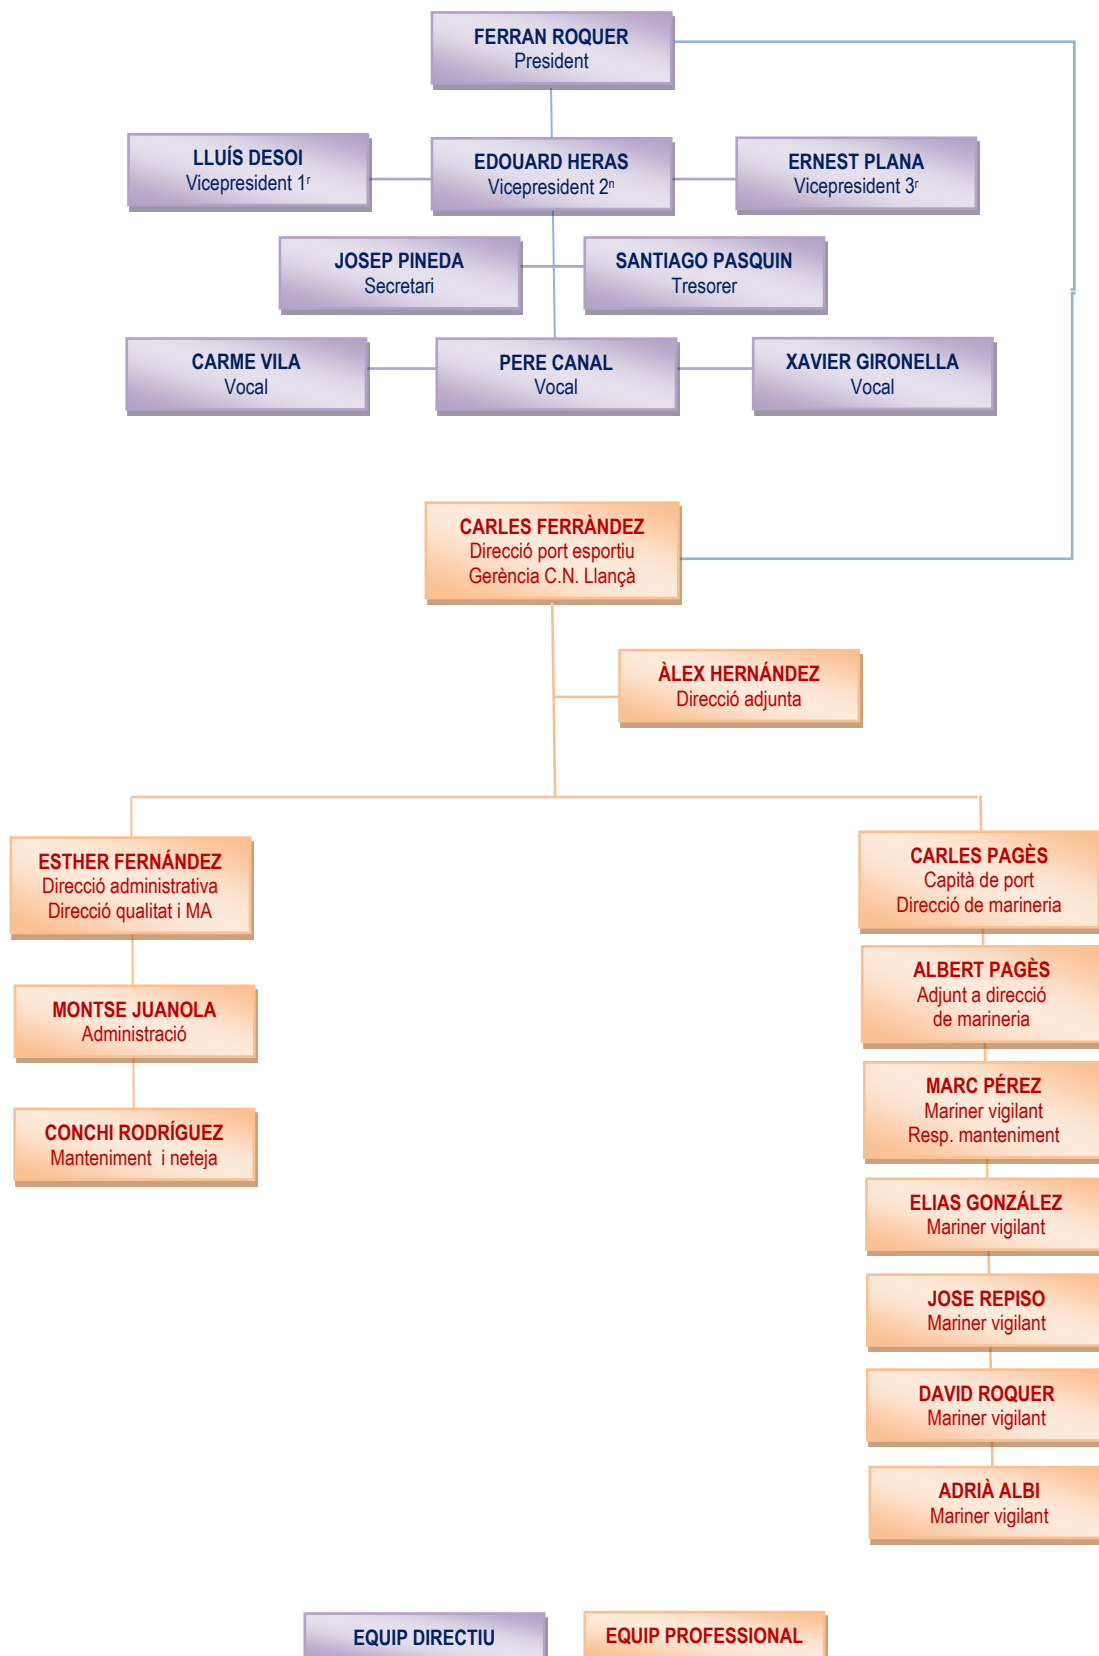 FERRAN ROQUER
President
LLUÍS DESOI
Vicepresident 1r
EDOUARD HERAS
Vicepresident 2n
ERNEST PLANA
Vicepresident 3r
JOSEP PINEDA
Secretari
SANTIAGO PASQUIN
Tresorer
CARME VILA
Vocal
PERE CANAL
Vocal
XAVIER GIRONELLA
Vocal
CARLES FERRÀNDEZ
Direcció port esportiu
Gerència C.N. Llançà
ÀLEX HERNÁNDEZ
Direcció adjunta
ESTHER FERNÁNDEZ
Direcció administrativa
Direcció qualitat i MA
MONTSE JUANOLA
Administració
CONCHI RODRÍGUEZ
Manteniment i neteja
CARLES PAGÈS
Capità de port
Direcció de marineria
ALBERT PAGÈS
Adjunt a direcció
de marineria
MARC PÉREZ
Mariner vigilant
Resp. manteniment
ELIAS GONZÁLEZ
Mariner vigilant
JOSE REPISO
Mariner vigilant
DAVID ROQUER
Mariner vigilant
ADRIÀ ALBI
Mariner vigilant
EQUIP DIRECTIU
EQUIP PROFESSIONAL